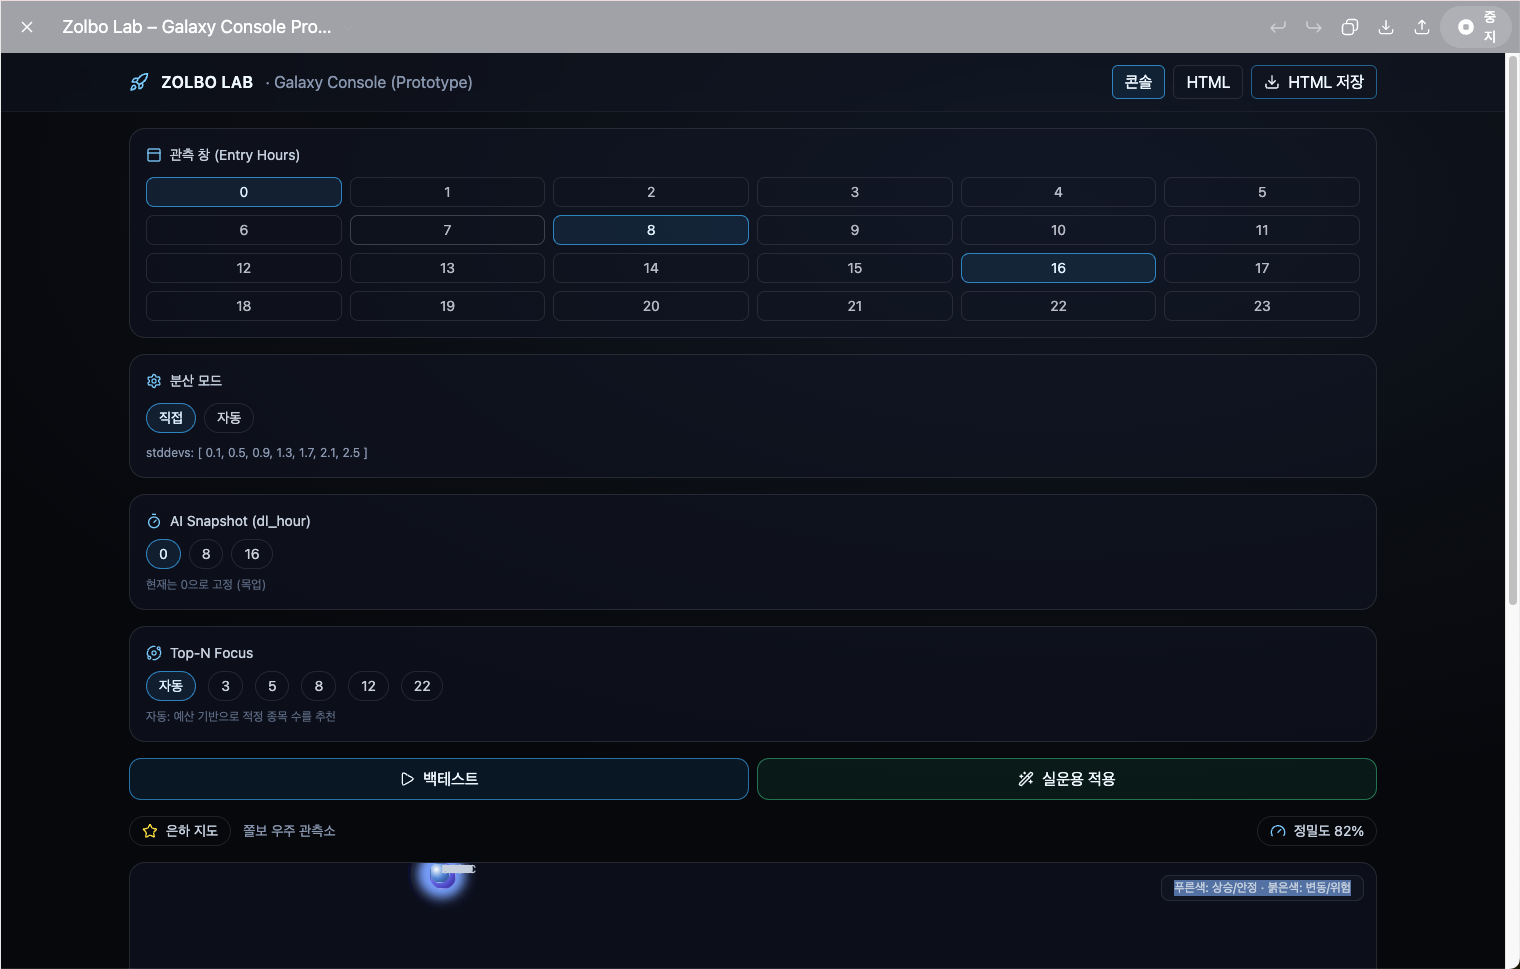 Zolbo Lab – Galaxy Console Pro...
중
지
ZOLBO LAB · Galaxy Console (Prototype)
콘솔
HTML
HTML 저장
관측 창 (Entry Hours)
0 1 2 3 4 5
6 7 8 9 10 11
12 13 14 15 16 17
18 19 20 21 22 23
분산 모드
직접 자동
stddevs: [ 0.1, 0.5, 0.9, 1.3, 1.7, 2.1, 2.5 ]
AI Snapshot (dl_hour)
0 8 16
현재는 0으로 고정 (목업)
Top-N Focus
자동 3 5 8 12 22
자동: 예산 기반으로 적정 종목 수를 추천
백테스트
실운용 적용
은하 지도 쫄보 우주 관측소
정밀도 82%
푸른색: 상승/안정 · 붉은색: 변동/위험